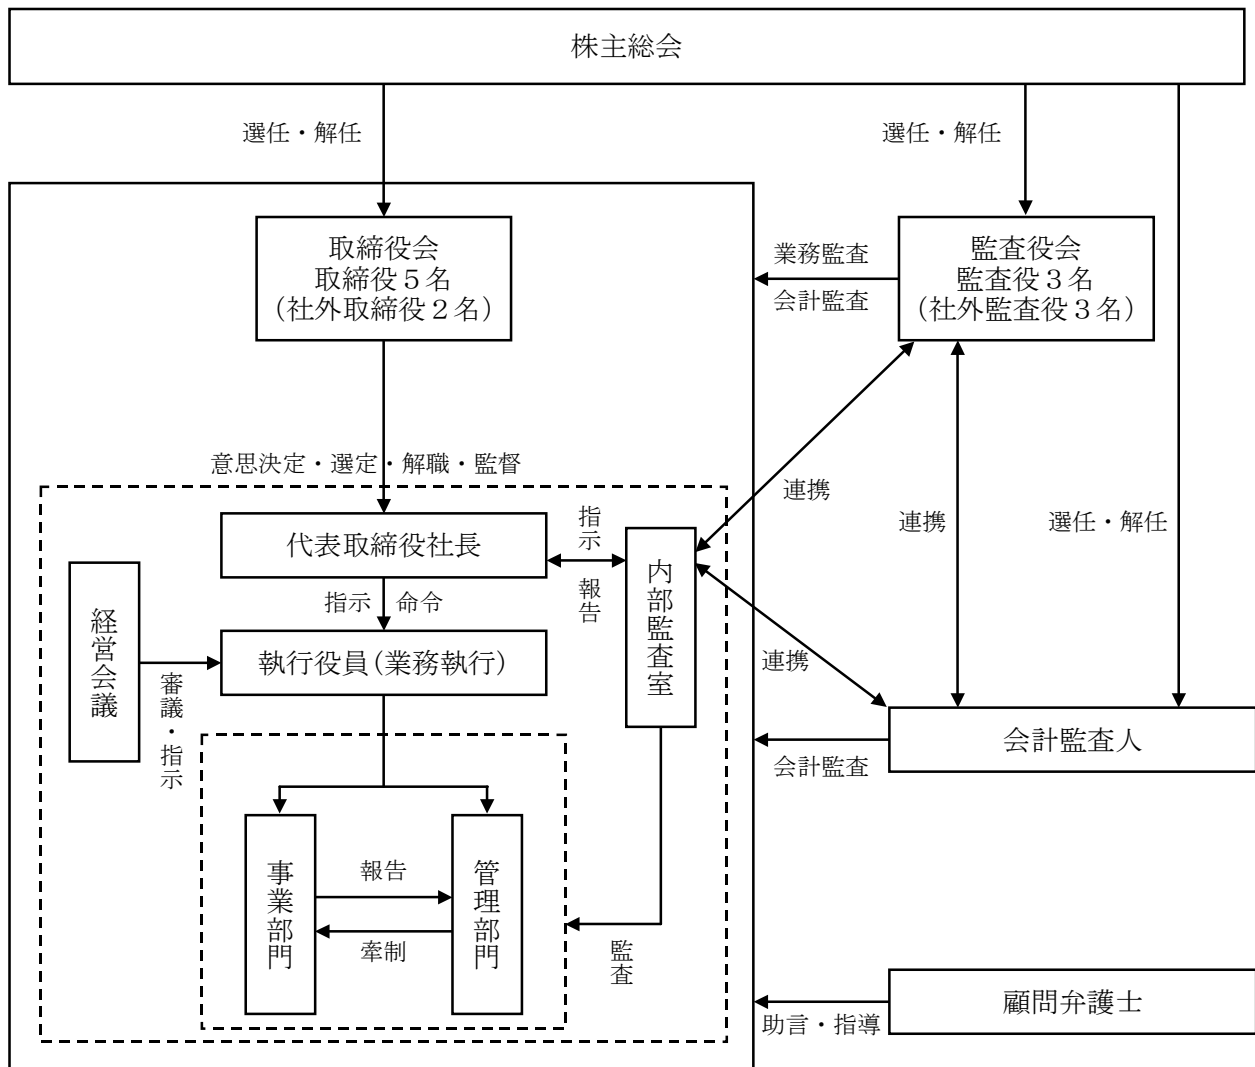 株主総会
選任・解任
選任・解任
取締役会
取締役５名
（社外取締役２名）
業務監査
会計監査
監査役会
監査役３名
（社外監査役３名）
意思決定・選定・解職・監督
連携
連携
選任・解任
代表取締役社長
指示
報告
内部監査室
指示
命令
経営会議
審議・指示
執行役員(業務執行)
連携
会計監査人
会計監査
事業部門
報告
牽制
管理部門
監査
顧問弁護士
助言・指導